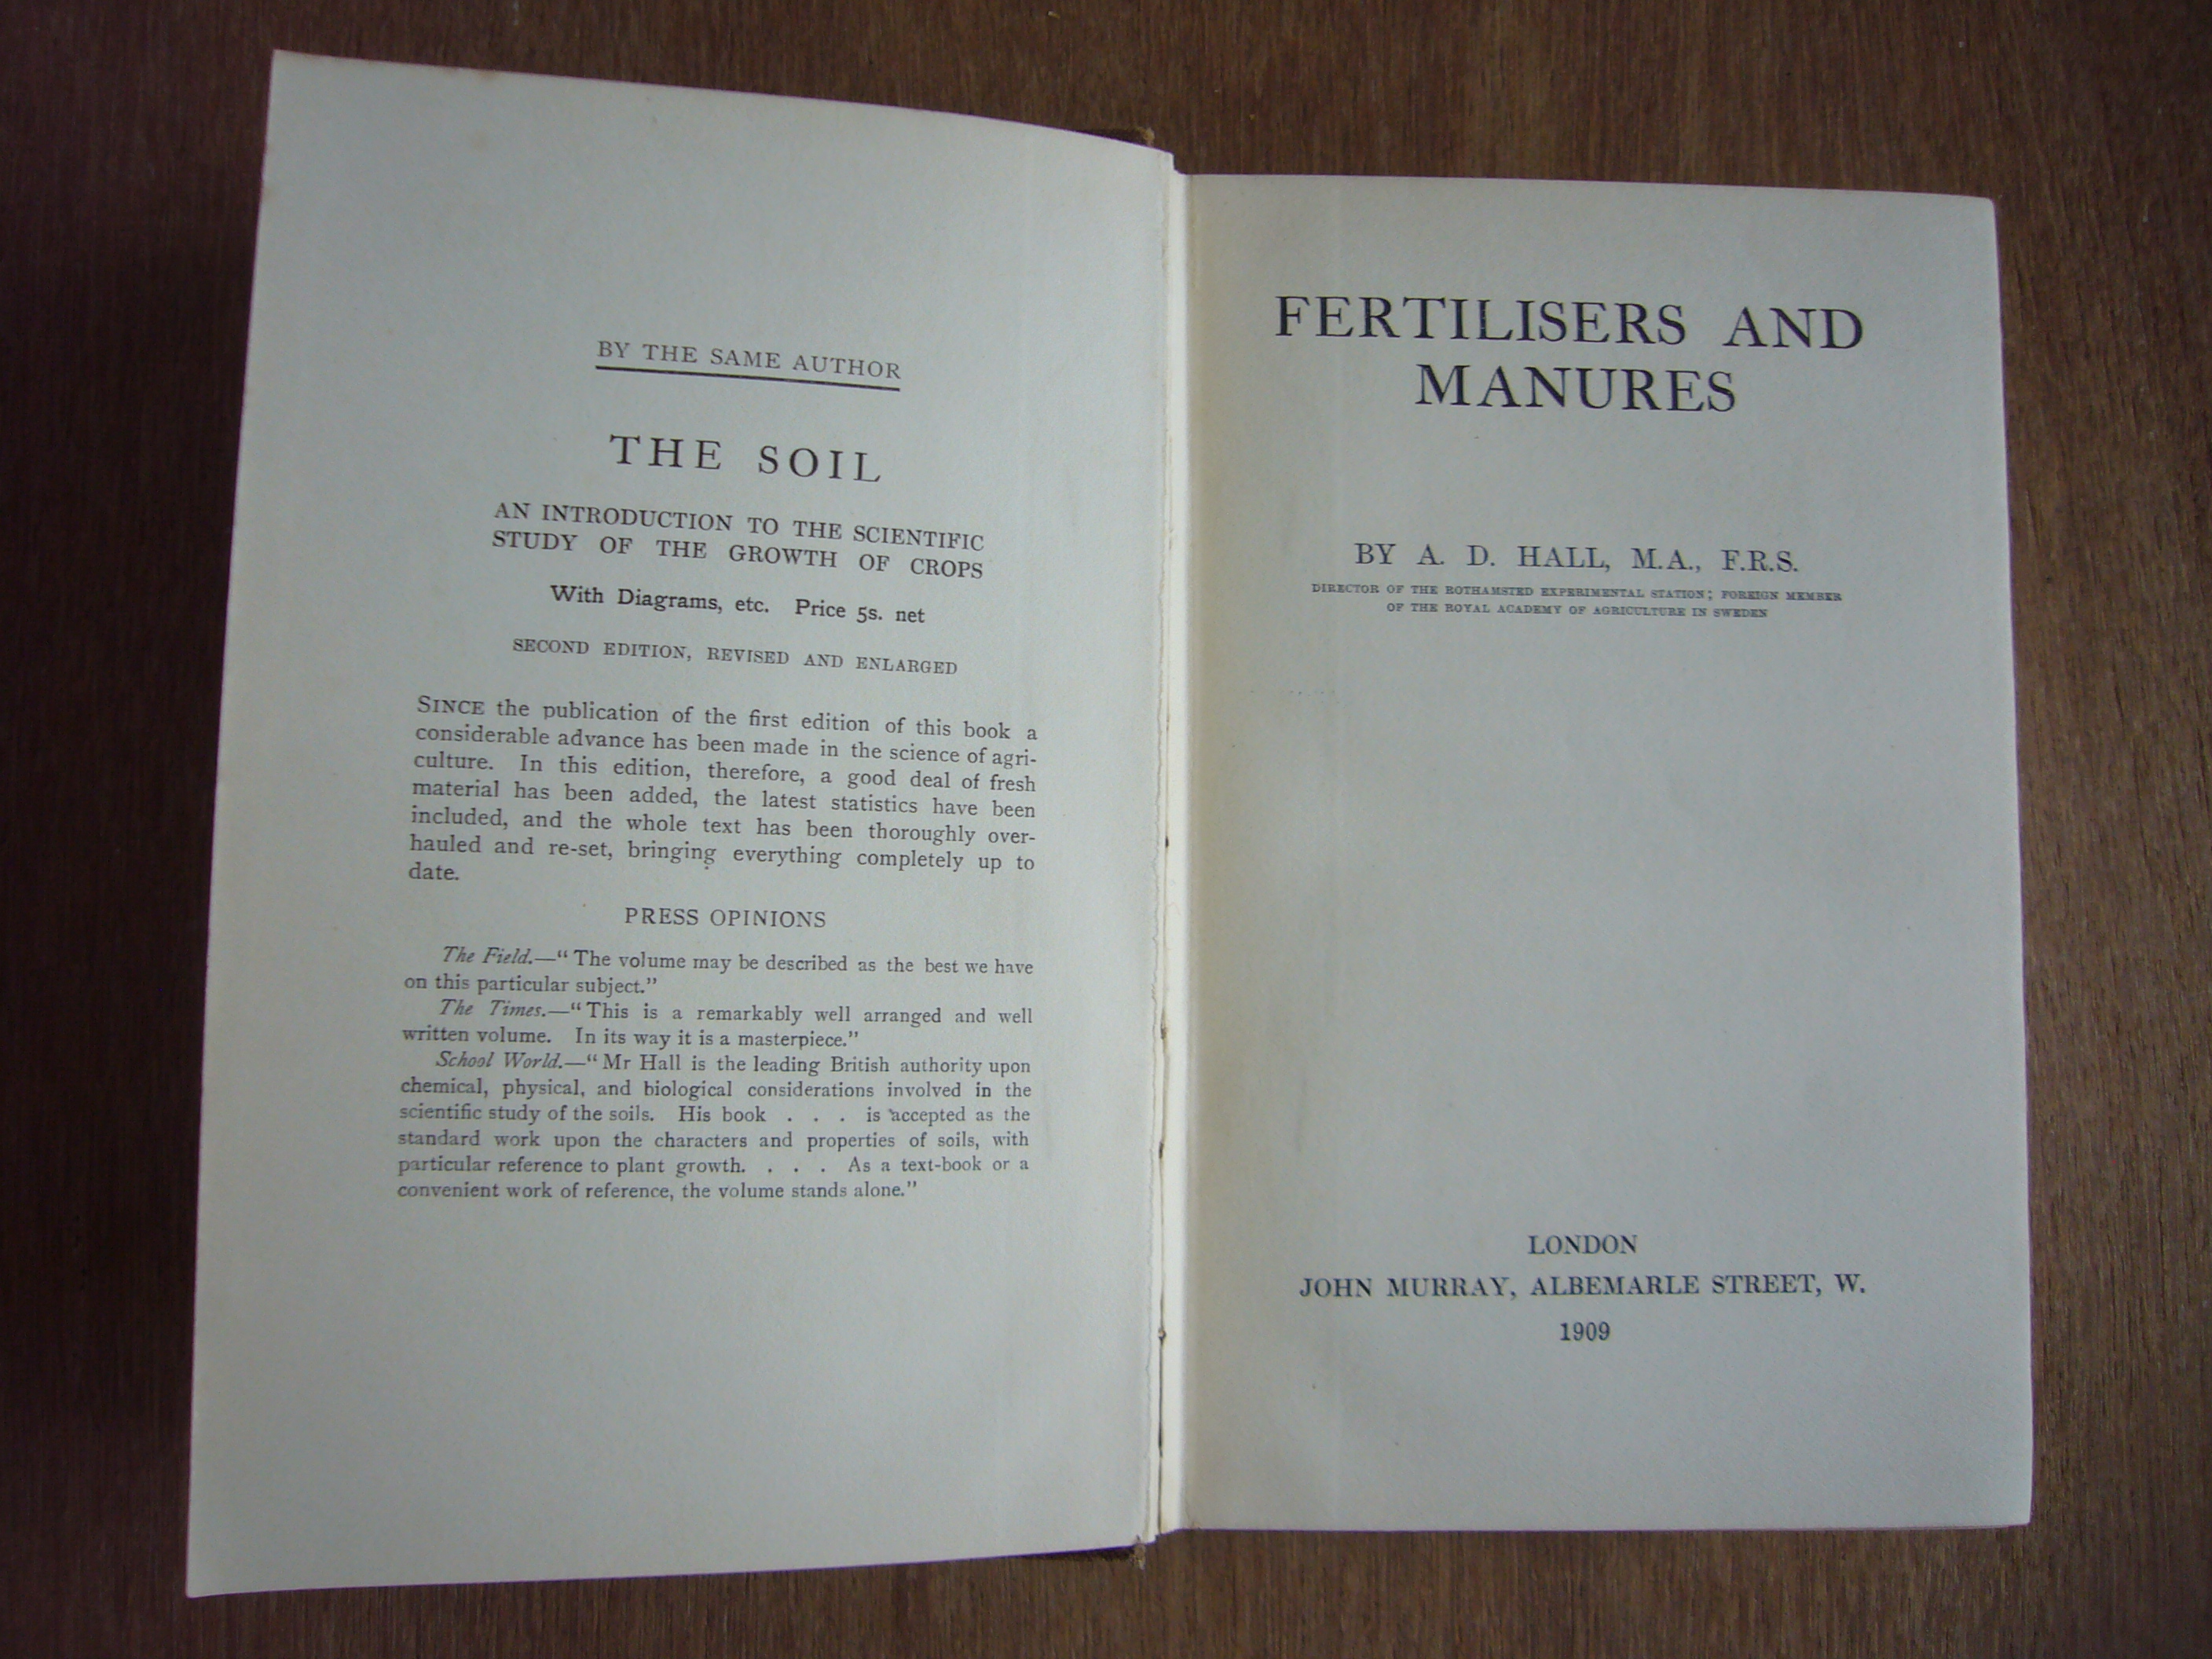 BY THE SAME AUTHOR
THE SOIL
AN INTRODUCTION TO THE SCIENTIFIC
STUDY OF THE GROWTH OF CROPS
With Diagrams, etc. Price 5s. net
SECOND EDITION, REVISED AND ENLARGED
SINCE the publication of the first edition of this book a
considerable advance has been made in the science of agri-
culture. In this edition, therefore, a good deal of fresh
material has been added, the latest statistics have been
included, and the whole text has been thoroughly over-
hauled and re-set, bringing everything completely up to
date.
PRESS OPINIONS
The Field.—“The volume may be described as the best we have
on this particular subject.”
The Times.—“This is a remarkably well arranged and well
written volume. In its way it is a masterpiece.”
School World.—“Mr Hall is the leading British authority upon
chemical, physical, and biological considerations involved in the
scientific study of the soils. His book . . . is accepted as the
standard work upon the characters and properties of soils, with
particular reference to plant growth. . . . As a text-book or a
convenient work of reference, the volume stands alone.”
FERTILISERS AND
MANURES
BY A. D. HALL, M.A., F.R.S.
DIRECTOR OF THE ROTHAMSTED EXPERIMENTAL STATION; FOREIGN MEMBER
OF THE ROYAL ACADEMY OF AGRICULTURE IN SWEDEN
LONDON
JOHN MURRAY, ALBEMARLE STREET, W.
1909